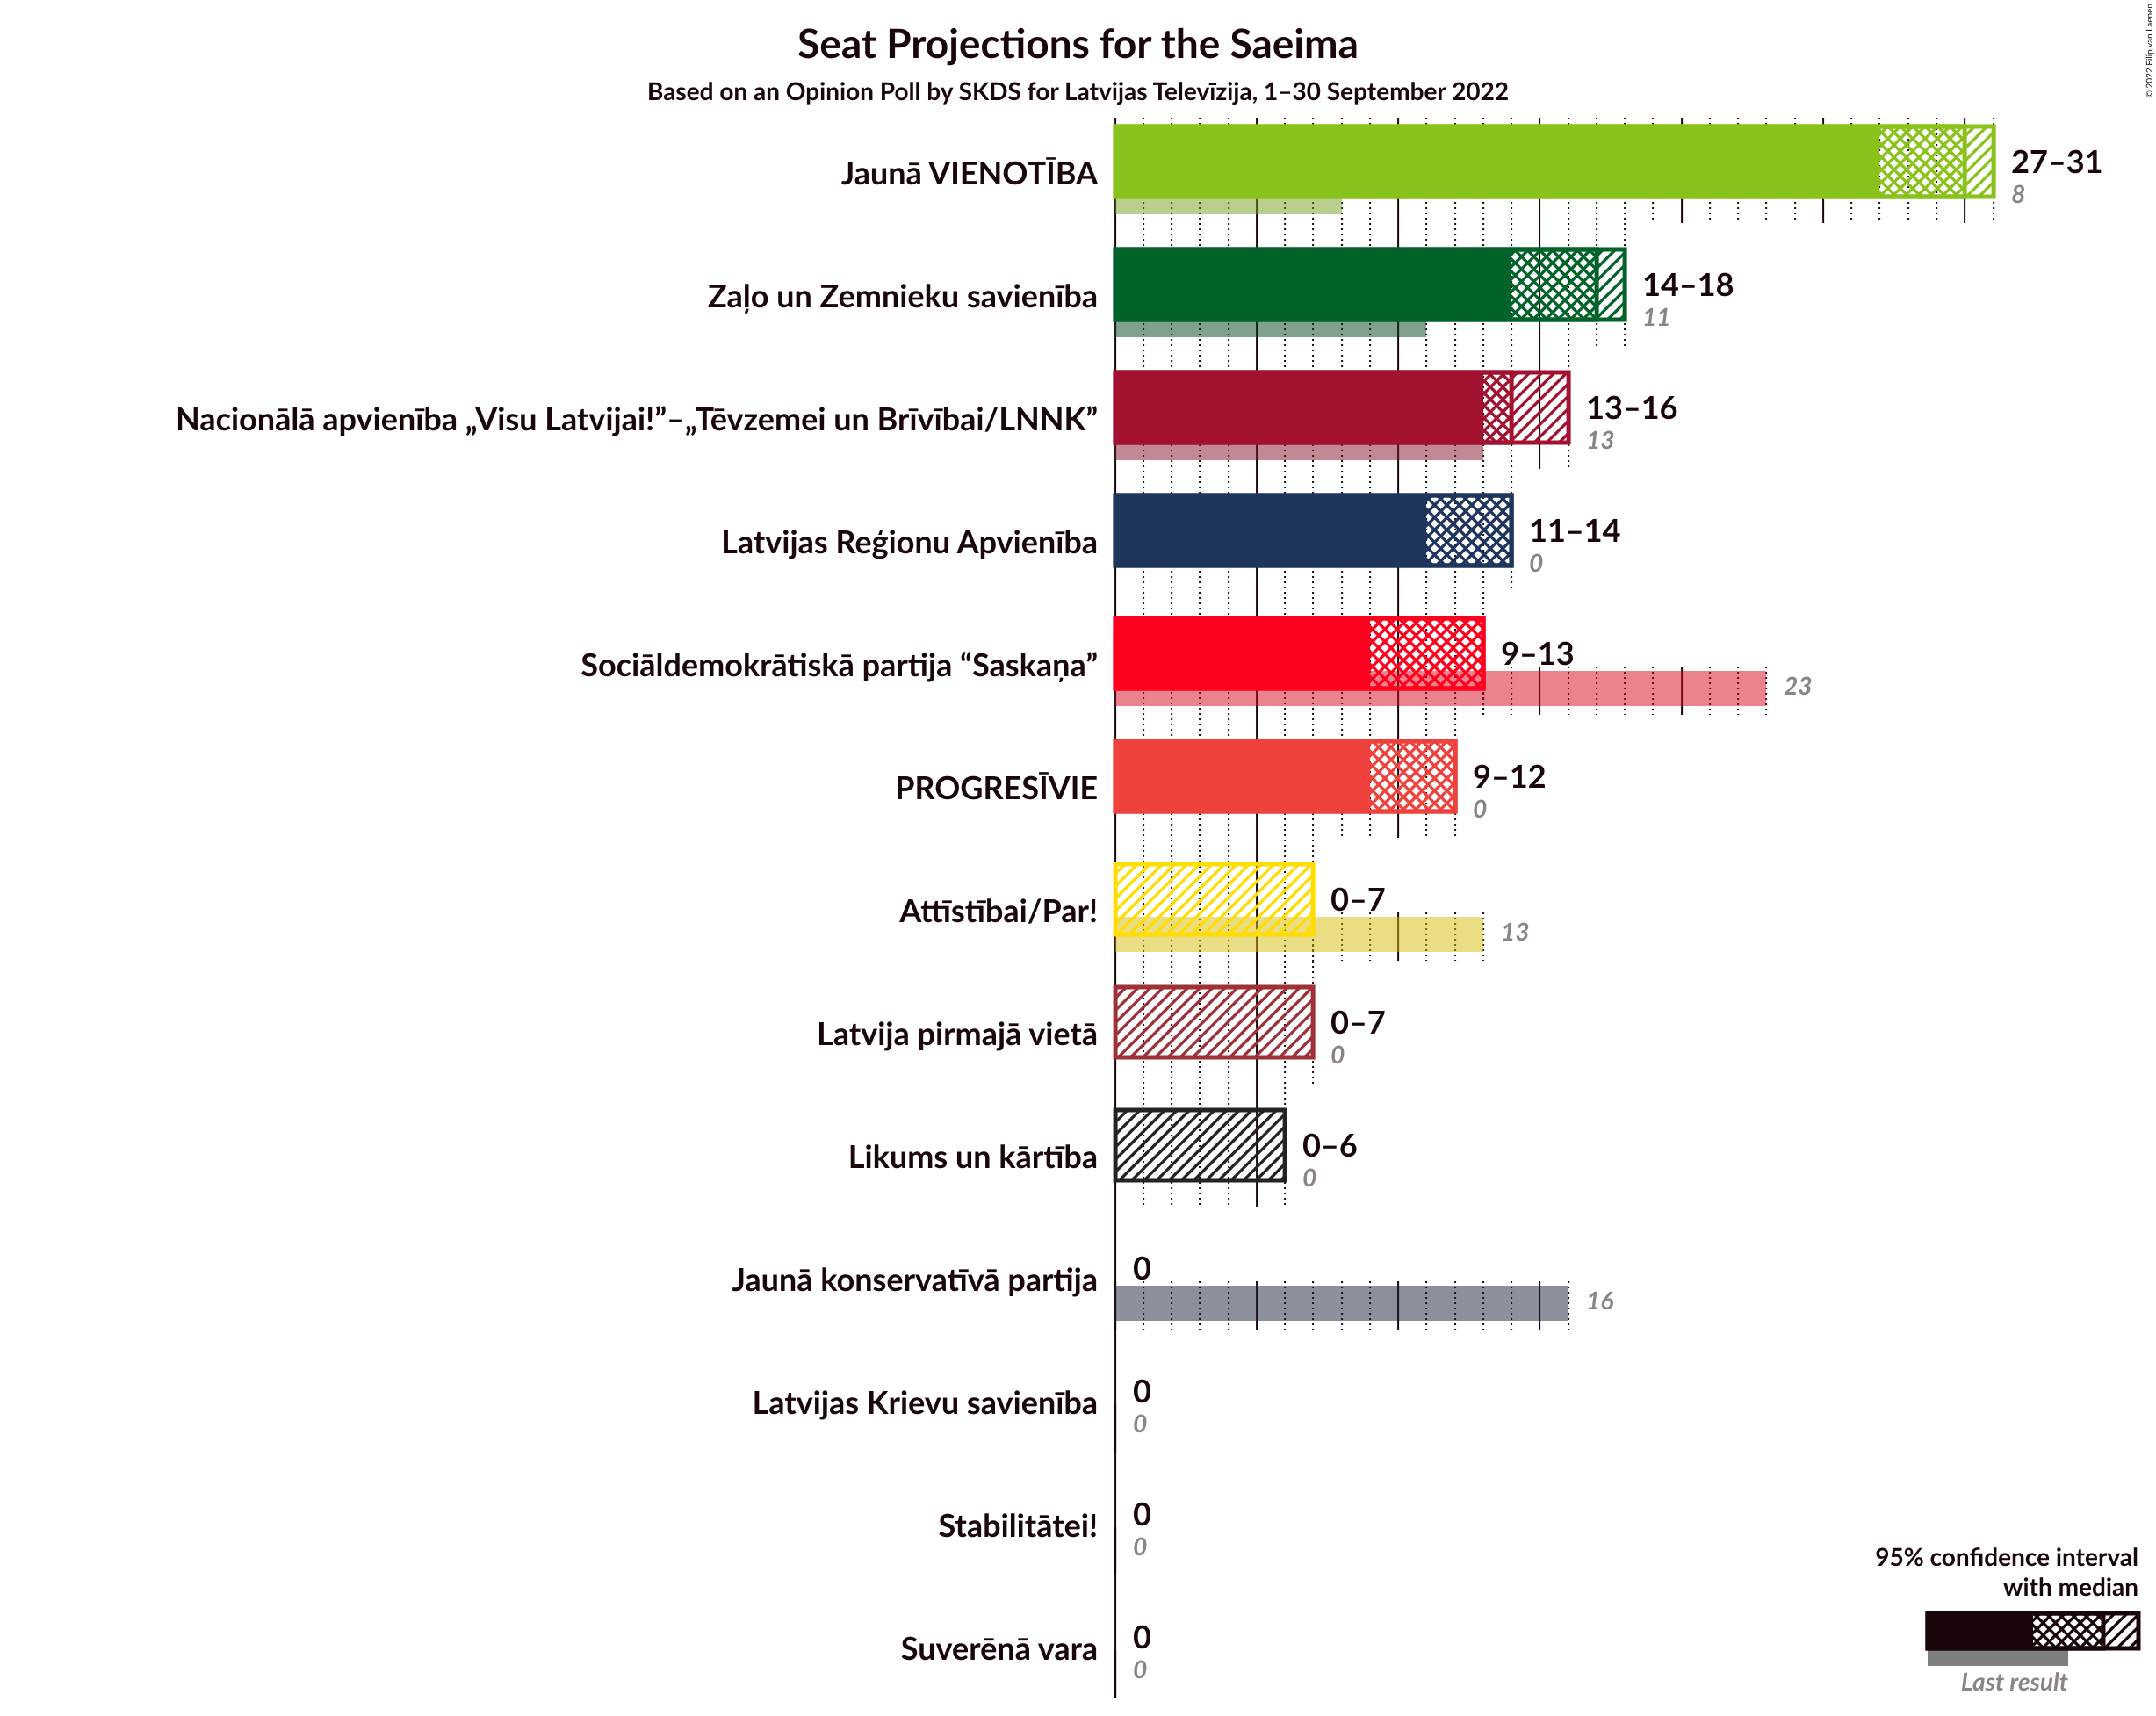 Seat Projections for the Saeima
Based on an Opinion Poll by SKDS for Latvijas Televīzija, 1–30 September 2022
© 2022 Filip van Laenen
Jaunā VIENOTĪBA
27–31
8
Zaļo un Zemnieku savienība
14–18
11
Nacionālā apvienība „Visu Latvijai!”–„Tēvzemei un Brīvībai/LNNK”
13–16
13
Latvijas Reģionu Apvienība
11–14
0
Sociāldemokrātiskā partija “Saskaņa”
9–13
23
PROGRESĪVIE
9–12
0
Attīstībai/Par!
0–7
13
Latvija pirmajā vietā
0–7
0
Likums un kārtība
0–6
0
Jaunā konservatīvā partija
0
16
Latvijas Krievu savienība
0
0
Stabilitātei!
0
0
Suverēnā vara
0
0
95% confidence interval
with median
Last result